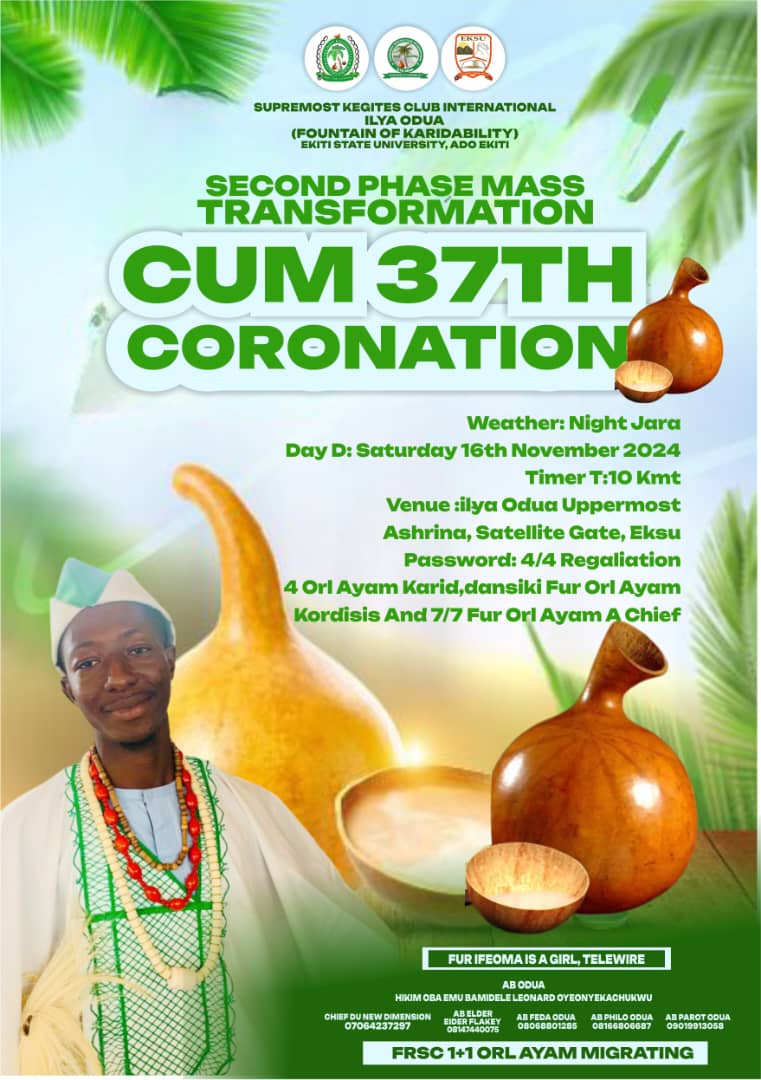 EKSU
SUPREMOST KEGITES CLUB INTERNATIONAL
ILYA ODUA
(FOUNTAIN OF KARIDABILITY)
EKITI STATE UNIVERSITY, ADO EKITI
SECOND PHASE MASS
TRANSFORMATION
CUM 37TH
CORONATION
Weather: Night Jara
Day D: Saturday 16th November 2024
Timer T:10 Kmt
Venue :ilya Odua Uppermost
Ashrina, Satellite Gate, Eksu
Password: 4/4 Regaliation
4 Orl Ayam Karid,dansiki Fur Orl Ayam
Kordisis And 7/7 Fur Orl Ayam A Chief
FUR IFEOMA IS A GIRL, TELEWIRE
AB ODUA
HIKIM OBA EMU BAMIDELE LEONARD OYEONYEKACHUKWU
CHIEF DU NEW DIMENSION
07064237297
AB ELDER
EIDER FLAKEY
08147440075
AB FEDA ODUA
08068801285
AB PHILO ODUA
08166806687
AB PAROT ODUA
09019913058
FRSC 1+1 ORL AYAM MIGRATING